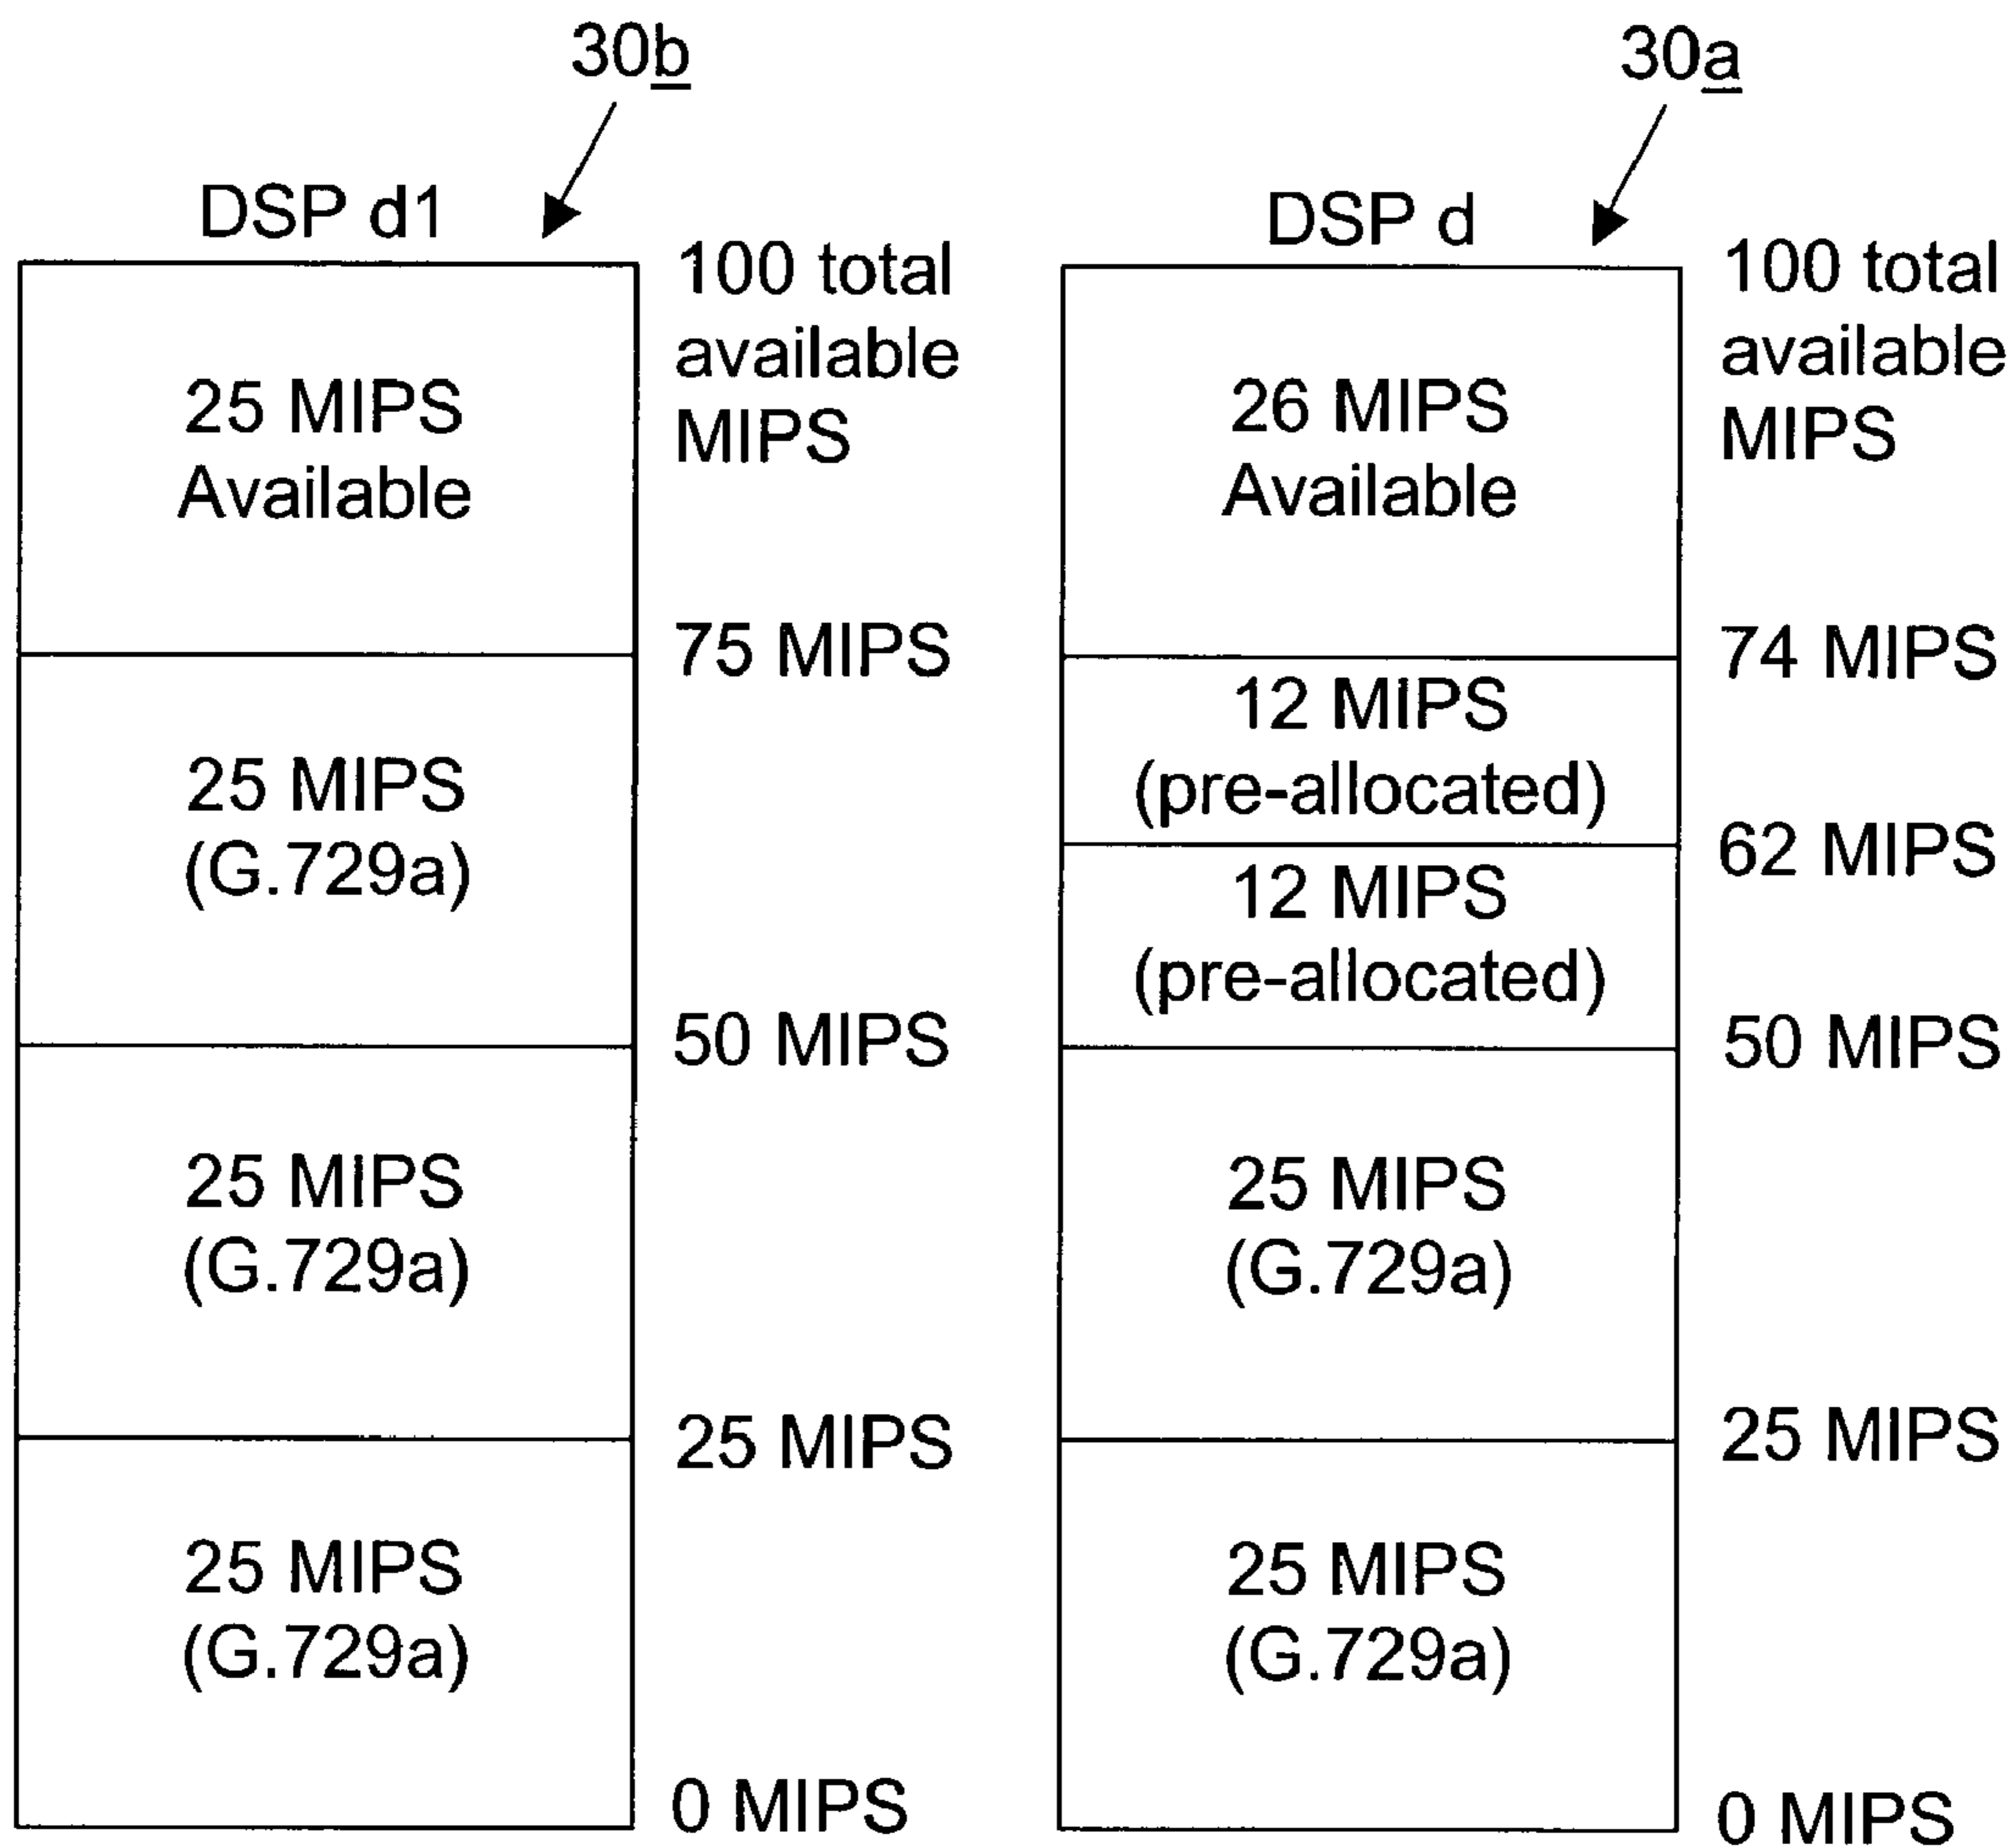 30b
DSP d1
100 total
available
MIPS
25 MIPS
Available
75 MIPS
25 MIPS
(G.729a)
50 MIPS
25 MIPS
(G.729a)
25 MIPS
25 MIPS
(G.729a)
0 MIPS
30a
DSP d
100 total
available
MIPS
26 MIPS
Available
74 MIPS
12 MIPS
(pre-allocated)
62 MIPS
12 MIPS
(pre-allocated)
50 MIPS
25 MIPS
(G.729a)
25 MIPS
25 MIPS
(G.729a)
0 MIPS